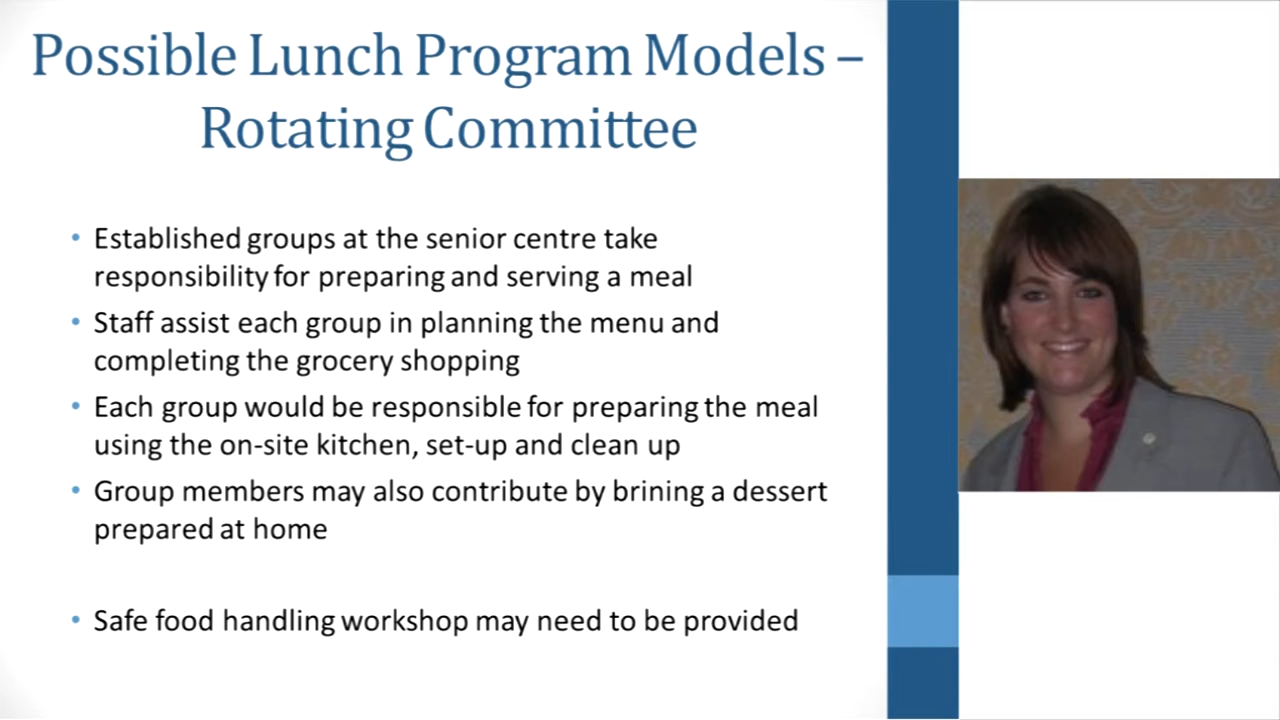 Possible Lunch Program Models –
Rotating Committee
• Established groups at the senior centre take
responsibility for preparing and serving a meal
• Staff assist each group in planning the menu and
completing the grocery shopping
• Each group would be responsible for preparing the meal
using the on-site kitchen, set-up and clean up
• Group members may also contribute by brining a dessert
prepared at home
• Safe food handling workshop may need to be provided